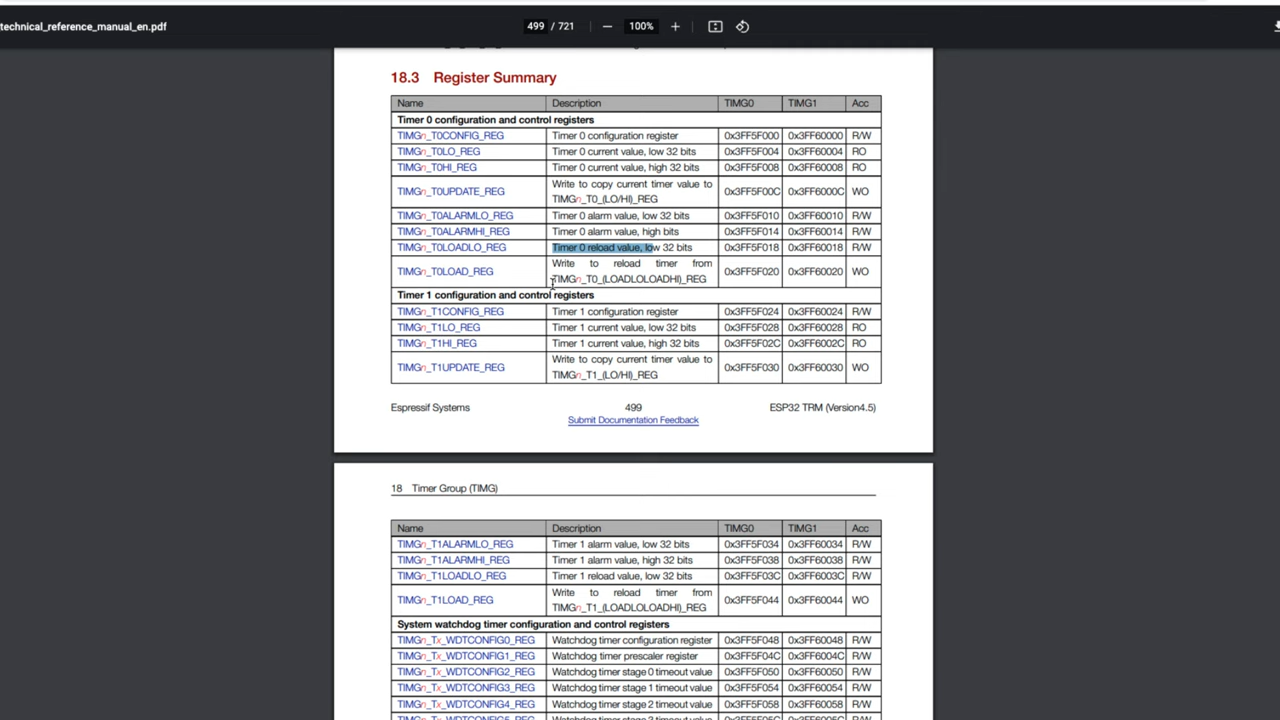 technical_reference_manual_en.pdf
499 / 721
100%
18.3 Register Summary
Name Description TIMG0 TIMG1 Acc
Timer 0 configuration and control registers
TIMGn_T0CONFIG_REG Timer 0 configuration register 0x3FF5F000 0x3FF60000 R/W
TIMGn_T0LO_REG Timer 0 current value, low 32 bits 0x3FF5F004 0x3FF60004 RO
TIMGn_T0HI_REG Timer 0 current value, high 32 bits 0x3FF5F008 0x3FF60008 RO
TIMGn_T0UPDATE_REG Write to copy current timer value to 0x3FF5F00C 0x3FF6000C WO
TIMGn_T0_(LO/HI)_REG
TIMGn_T0ALARMLO_REG Timer 0 alarm value, low 32 bits 0x3FF5F010 0x3FF60010 R/W
TIMGn_T0ALARMHI_REG Timer 0 alarm value, high bits 0x3FF5F014 0x3FF60014 R/W
TIMGn_T0LOADLO_REG Timer 0 reload value, low 32 bits 0x3FF5F018 0x3FF60018 R/W
TIMGn_T0LOAD_REG Write to reload timer from 0x3FF5F020 0x3FF60020 WO
TIMGn_T0_(LOADLOLOADHI)_REG
Timer 1 configuration and control registers
TIMGn_T1CONFIG_REG Timer 1 configuration register 0x3FF5F024 0x3FF60024 R/W
TIMGn_T1LO_REG Timer 1 current value, low 32 bits 0x3FF5F028 0x3FF60028 RO
TIMGn_T1HI_REG Timer 1 current value, high 32 bits 0x3FF5F02C 0x3FF6002C RO
TIMGn_T1UPDATE_REG Write to copy current timer value to 0x3FF5F030 0x3FF60030 WO
TIMGn_T1_(LO/HI)_REG
Espressif Systems 499 ESP32 TRM (Version4.5)
Submit Documentation Feedback
18 Timer Group (TIMG)
Name Description TIMG0 TIMG1 Acc
TIMGn_T1ALARMLO_REG Timer 1 alarm value, low 32 bits 0x3FF5F034 0x3FF60034 R/W
TIMGn_T1ALARMHI_REG Timer 1 alarm value, high 32 bits 0x3FF5F038 0x3FF60038 R/W
TIMGn_T1LOADLO_REG Timer 1 reload value, low 32 bits 0x3FF5F03C 0x3FF6003C R/W
TIMGn_T1LOAD_REG Write to reload timer from 0x3FF5F044 0x3FF60044 WO
TIMGn_T1_(LOADLOLOADHI)_REG
System watchdog timer configuration and control registers
TIMGn_Tx_WDTCONFIG0_REG Watchdog timer configuration register 0x3FF5F048 0x3FF60048 R/W
TIMGn_Tx_WDTCONFIG1_REG Watchdog timer prescaler register 0x3FF5F04C 0x3FF6004C R/W
TIMGn_Tx_WDTCONFIG2_REG Watchdog timer stage 0 timeout value 0x3FF5F050 0x3FF60050 R/W
TIMGn_Tx_WDTCONFIG3_REG Watchdog timer stage 1 timeout value 0x3FF5F054 0x3FF60054 R/W
TIMGn_Tx_WDTCONFIG4_REG Watchdog timer stage 2 timeout value 0x3FF5F058 0x3FF60058 R/W